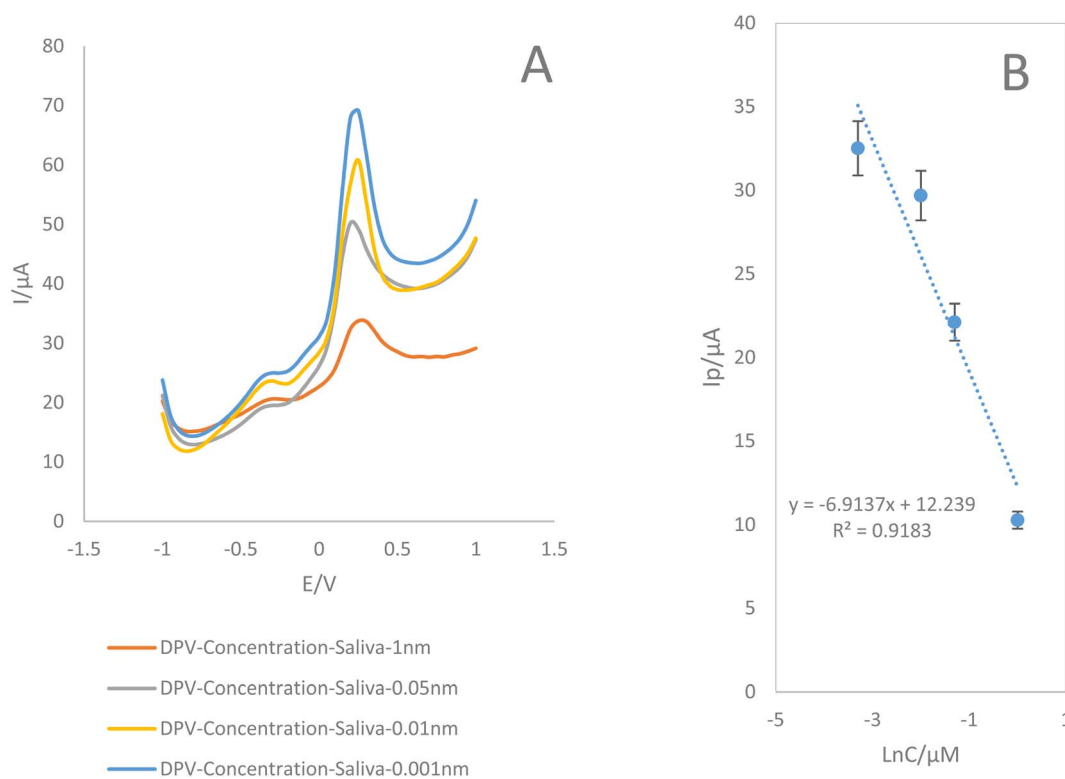 A
80
70
60
50
40
30
20
10
0
I/µA
-1.5
-1
-0.5
0
0.5
1
1.5
E/V
DPV-Concentration-Saliva-1nm
DPV-Concentration-Saliva-0.05nm
DPV-Concentration-Saliva-0.01nm
DPV-Concentration-Saliva-0.001nm
B
40
35
30
25
20
15
10
5
0
Ip/µA
y = -6.9137x + 12.239
R² = 0.9183
-5
-3
-1
1
LnC/µM